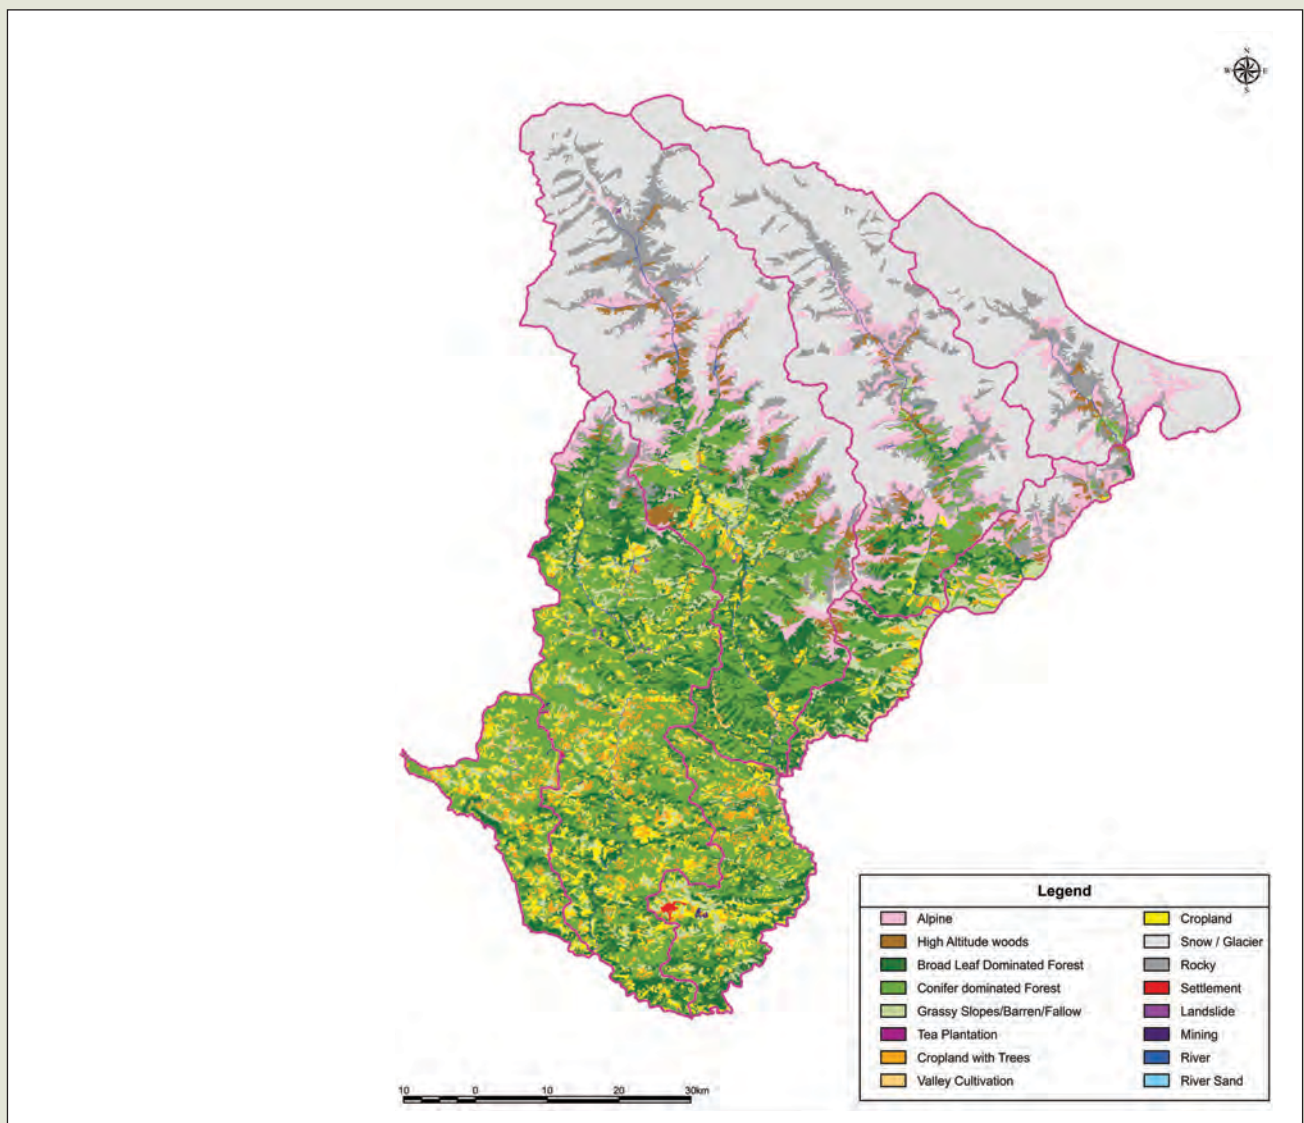 N
W E
S
Legend
Alpine
High Altitude woods
Broad Leaf Dominated Forest
Conifer dominated Forest
Grassy Slopes/Barren/Fallow
Tea Plantation
Cropland with Trees
Valley Cultivation
Cropland
Snow / Glacier
Rocky
Settlement
Landslide
Mining
River
River Sand
10 0 10 20 30km